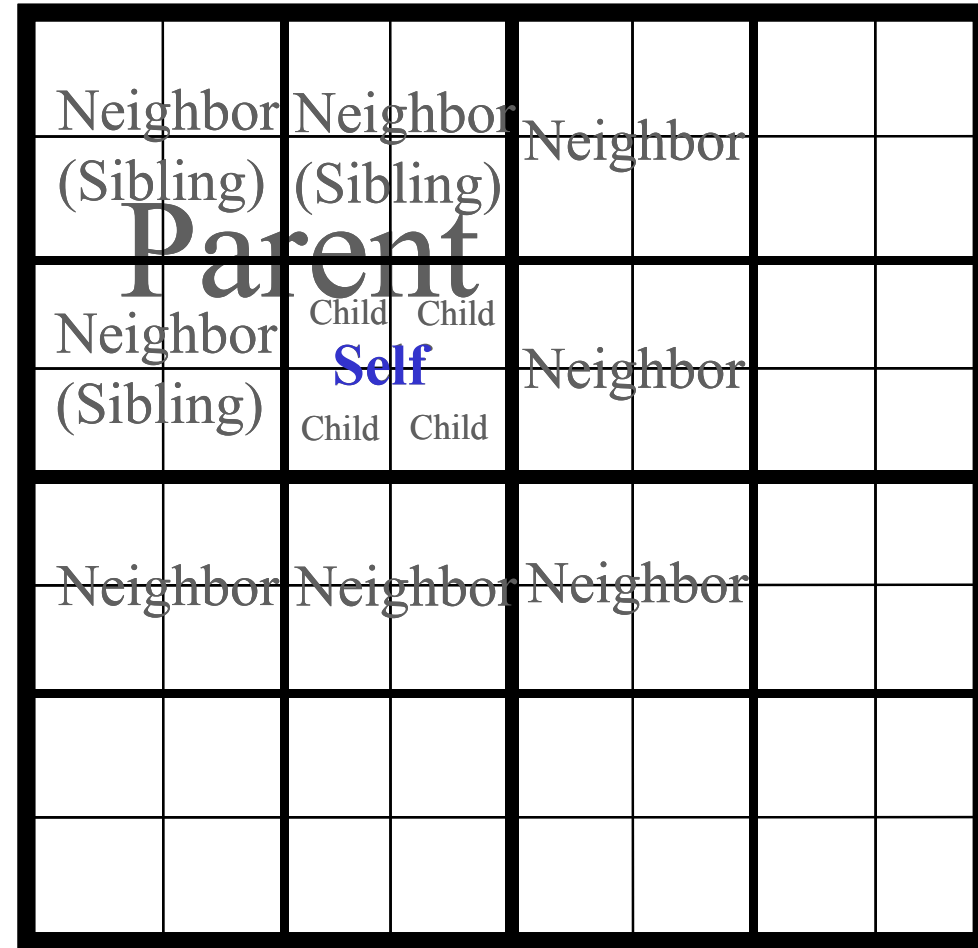 Neighbor Neighbor Neighbor
(Sibling) (Sibling)
Parent
Neighbor Child Child
Self Neighbor
(Sibling) Child Child
Neighbor Neighbor Neighbor